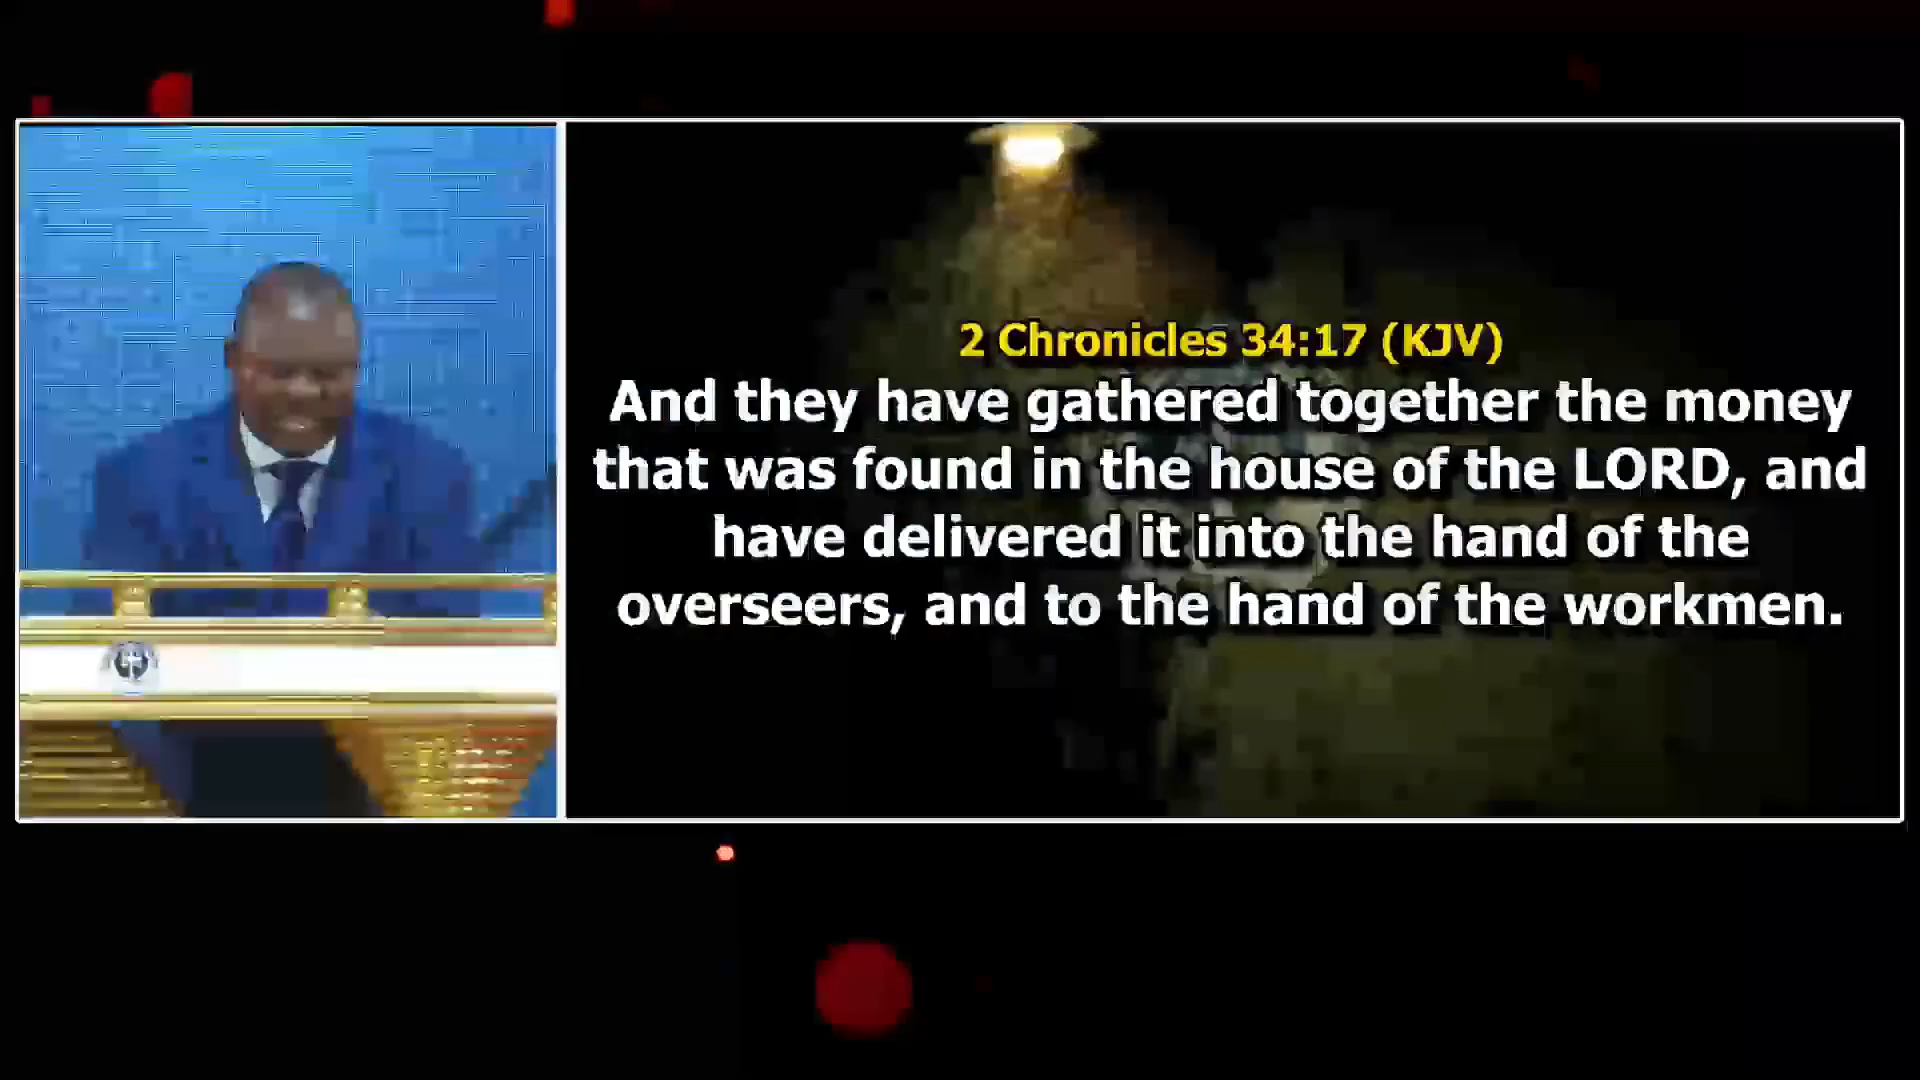 2 Chronicles 34:17 (KJV)
And they have gathered together the money
that was found in the house of the LORD, and
have delivered it into the hand of the
overseers, and to the hand of the workmen.